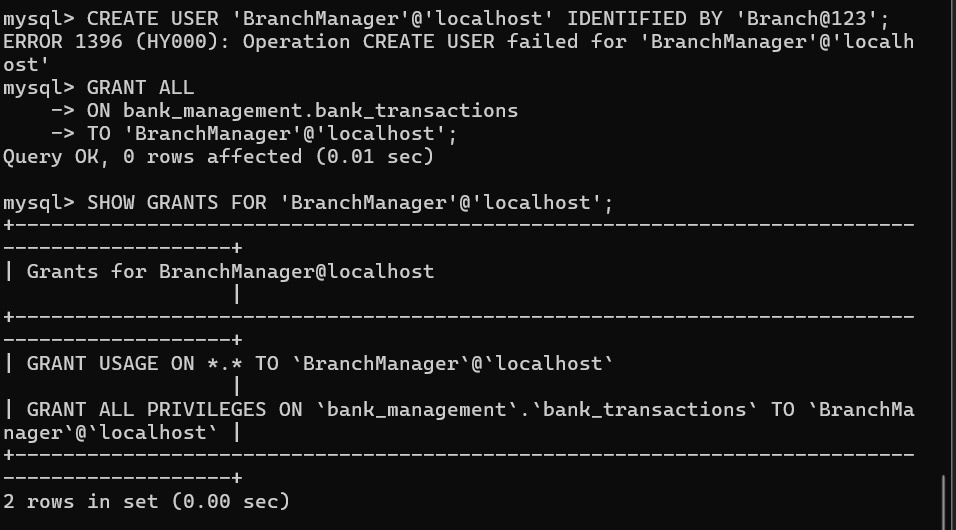 mysql> CREATE USER 'BranchManager'@'localhost' IDENTIFIED BY 'Branch@123';
ERROR 1396 (HY000): Operation CREATE USER failed for 'BranchManager'@'localh
ost'
mysql> GRANT ALL
    -> ON bank_management.bank_transactions
    -> TO 'BranchManager'@'localhost';
Query OK, 0 rows affected (0.01 sec)

mysql> SHOW GRANTS FOR 'BranchManager'@'localhost';
+---------------------------------------------------------------------------
-------------------+
| Grants for BranchManager@localhost
                   |
+---------------------------------------------------------------------------
-------------------+
| GRANT USAGE ON *.* TO `BranchManager`@`localhost`
                   |
| GRANT ALL PRIVILEGES ON `bank_management`.`bank_transactions` TO `BranchMa
nager`@`localhost` |
+---------------------------------------------------------------------------
-------------------+
2 rows in set (0.00 sec)